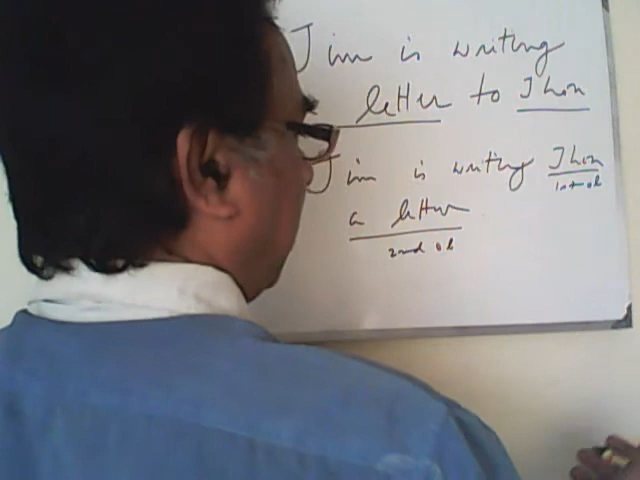 Jim is writing
letter to Jhon
Jim is writing Jhon
1st ob
a letter
2nd ob